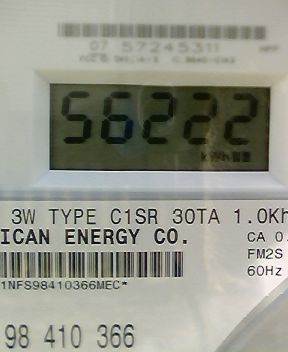 07 57245311
56222
kWh
3W TYPE C1SR 30TA 1.0Kh
ICAN ENERGY CO.
CA 0.
FM2S
60Hz
1NFS98410366MEC*
98 410 366